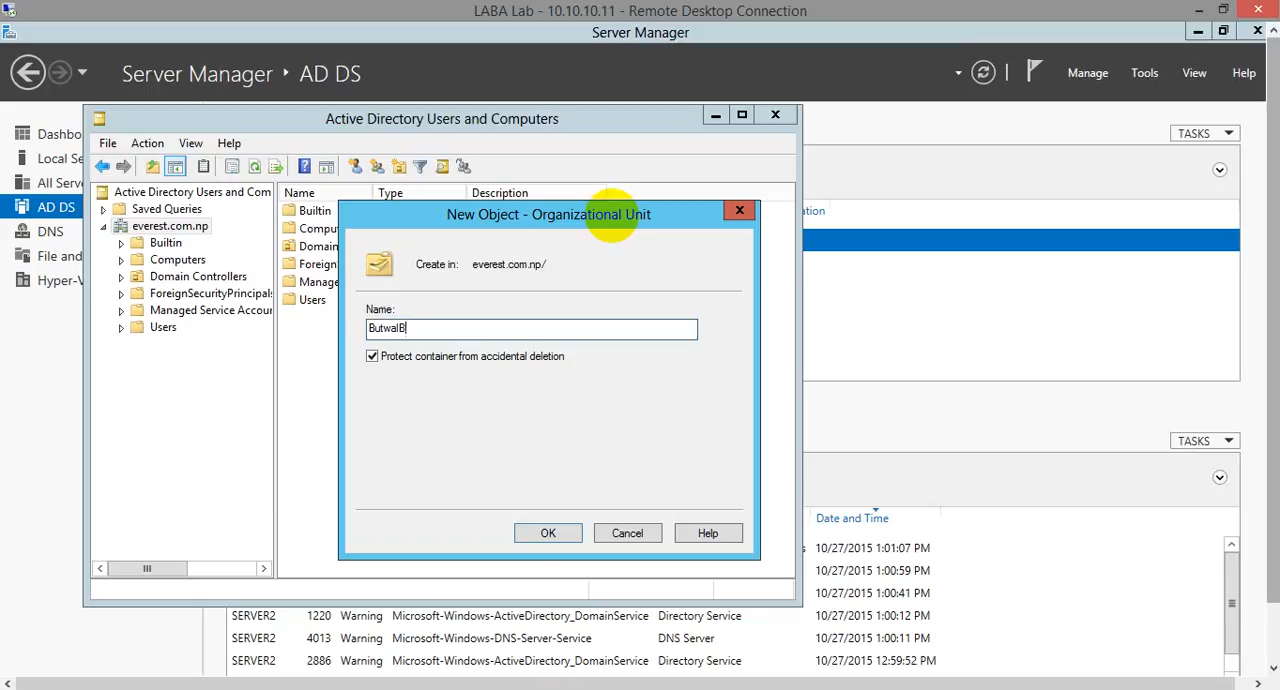 LABA Lab - 10.10.10.11 - Remote Desktop Connection
Server Manager
Server Manager AD DS
Manage Tools View Help
Dashbo
Local Se
All Serve
AD DS
DNS
File and
Hyper-V
TASKS
Active Directory Users and Computers
File Action View Help
Active Directory Users and Com
Saved Queries
everest.com.np
Builtin
Computers
Domain Controllers
ForeignSecurityPrincipals
Managed Service Accour
Users
Name Type Description
Builtin
Compu
Domain
Foreign
Manage
Users
New Object - Organizational Unit
Create in: everest.com.np/
Name:
ButwalB
Protect container from accidental deletion
OK Cancel Help
ation
TASKS
Date and Time
s 10/27/2015 1:01:07 PM
10/27/2015 1:00:59 PM
10/27/2015 1:00:41 PM
SERVER2 1220 Warning Microsoft-Windows-ActiveDirectory_DomainService Directory Service 10/27/2015 1:00:12 PM
SERVER2 4013 Warning Microsoft-Windows-DNS-Server-Service DNS Server 10/27/2015 1:00:11 PM
SERVER2 2886 Warning Microsoft-Windows-ActiveDirectory_DomainService Directory Service 10/27/2015 12:59:52 PM